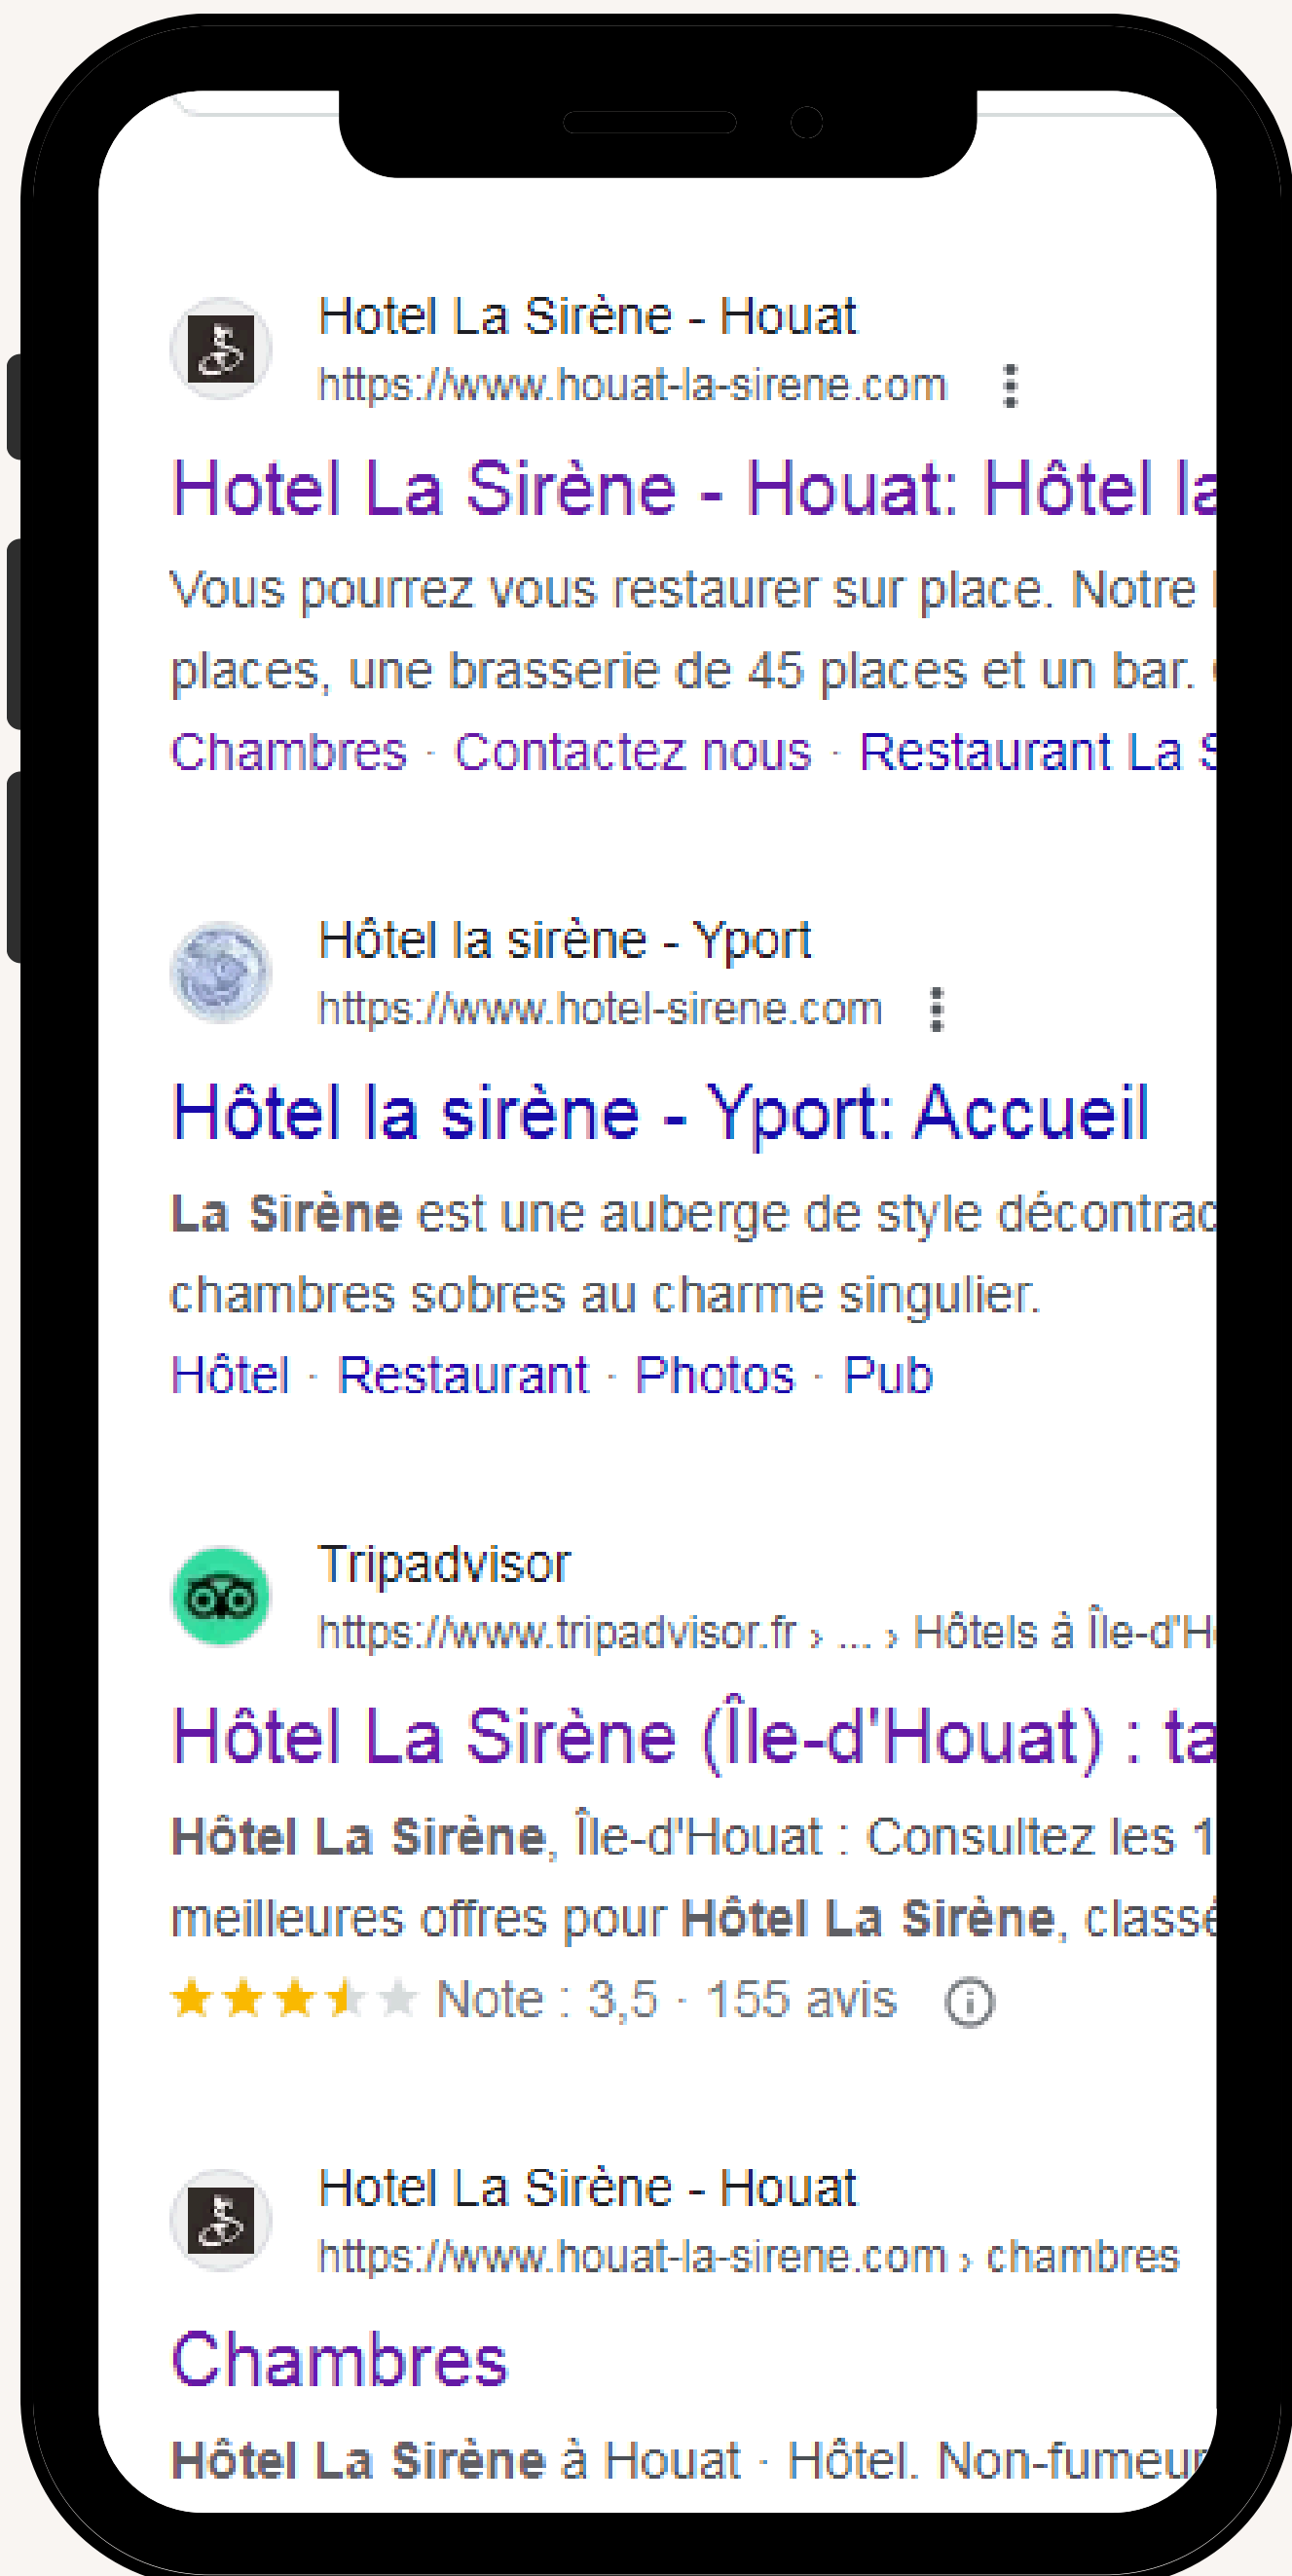 Hotel La Sirène - Houat
https://www.houat-la-sirene.com
Hotel La Sirène - Houat: Hôtel la
Vous pourrez vous restaurer sur place. Notre
places, une brasserie de 45 places et un bar.
Chambres · Contactez nous · Restaurant La S
Hôtel la sirène - Yport
https://www.hotel-sirene.com
Hôtel la sirène - Yport: Accueil
La Sirène est une auberge de style décontrac
chambres sobres au charme singulier.
Hôtel · Restaurant · Photos · Pub
Tripadvisor
https://www.tripadvisor.fr › ... › Hôtels à Île-d'H
Hôtel La Sirène (Île-d'Houat) : ta
Hôtel La Sirène, Île-d'Houat : Consultez les 1
meilleures offres pour Hôtel La Sirène, classé
Note : 3,5 · 155 avis
Hotel La Sirène - Houat
https://www.houat-la-sirene.com › chambres
Chambres
Hôtel La Sirène à Houat · Hôtel. Non-fumeur